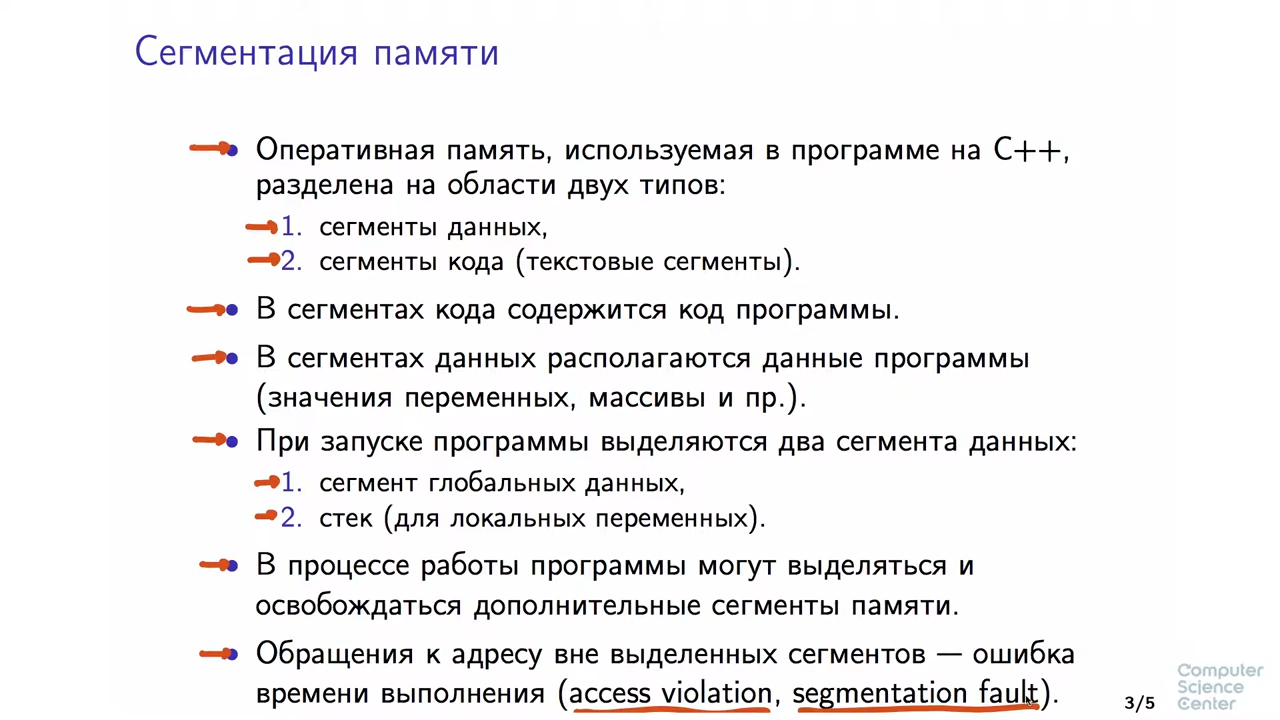 Сегментация памяти
• Оперативная память, используемая в программе на C++,
разделена на области двух типов:
1. сегменты данных,
2. сегменты кода (текстовые сегменты).
• В сегментах кода содержится код программы.
• В сегментах данных располагаются данные программы
(значения переменных, массивы и пр.).
• При запуске программы выделяются два сегмента данных:
1. сегмент глобальных данных,
2. стек (для локальных переменных).
• В процессе работы программы могут выделяться и
освобождаться дополнительные сегменты памяти.
• Обращения к адресу вне выделенных сегментов — ошибка
времени выполнения (access violation, segmentation fault).
3/5
Computer
Science
Center